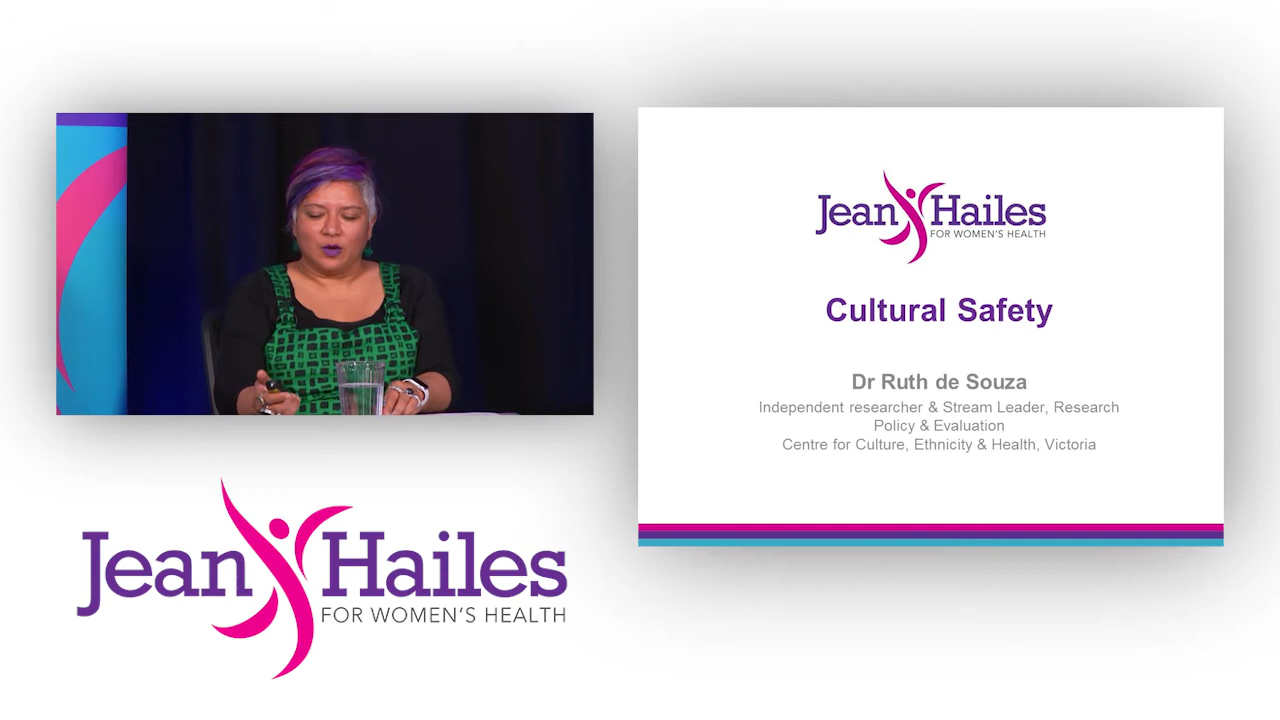 Jean Hailes
FOR WOMEN'S HEALTH
Jean Hailes
FOR WOMEN'S HEALTH
Cultural Safety
Dr Ruth de Souza
Independent researcher & Stream Leader, Research
Policy & Evaluation
Centre for Culture, Ethnicity & Health, Victoria